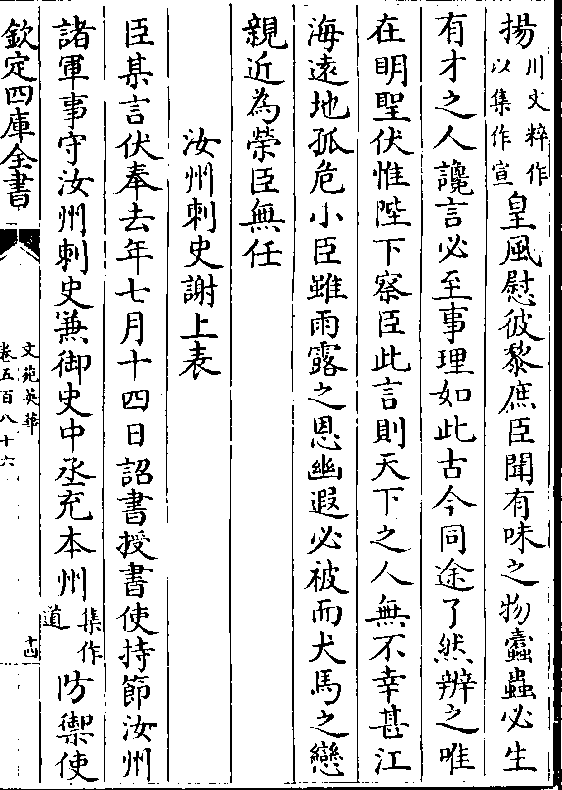 揚川文粹作以集作宣皇風慰彼黎庶臣聞有味之物蠹蟲必生
有才之人讒言必至事理如此古今同途了然辨之唯
在明聖伏惟陛下察臣此言則天下之人無不幸甚江
海遠地孤危小臣雖雨露之恩幽遐必被而犬馬之戀
親近為榮臣無任
汝州刺史謝上表
臣某言伏奉去年七月十四日詔書授書使持節汝州
諸軍事守汝州刺史兼御史中丞充本州集作道防禦使
欽定四庫全書
文苑英華
卷五百八十六
十四